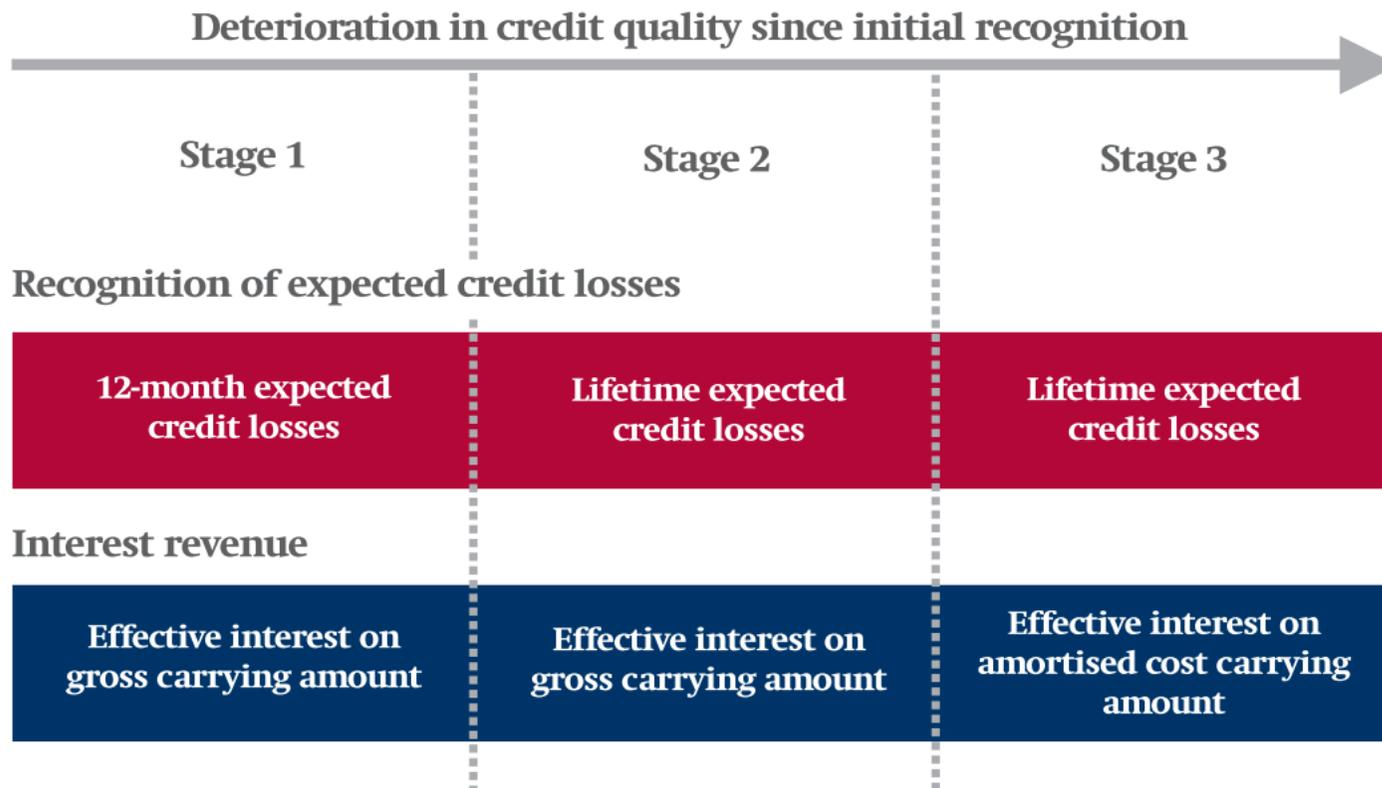 Deterioration in credit quality since initial recognition
Stage 1
Stage 2
Stage 3
Recognition of expected credit losses
12-month expected
credit losses
Lifetime expected
credit losses
Lifetime expected
credit losses
Interest revenue
Effective interest on
gross carrying amount
Effective interest on
gross carrying amount
Effective interest on
amortised cost carrying
amount